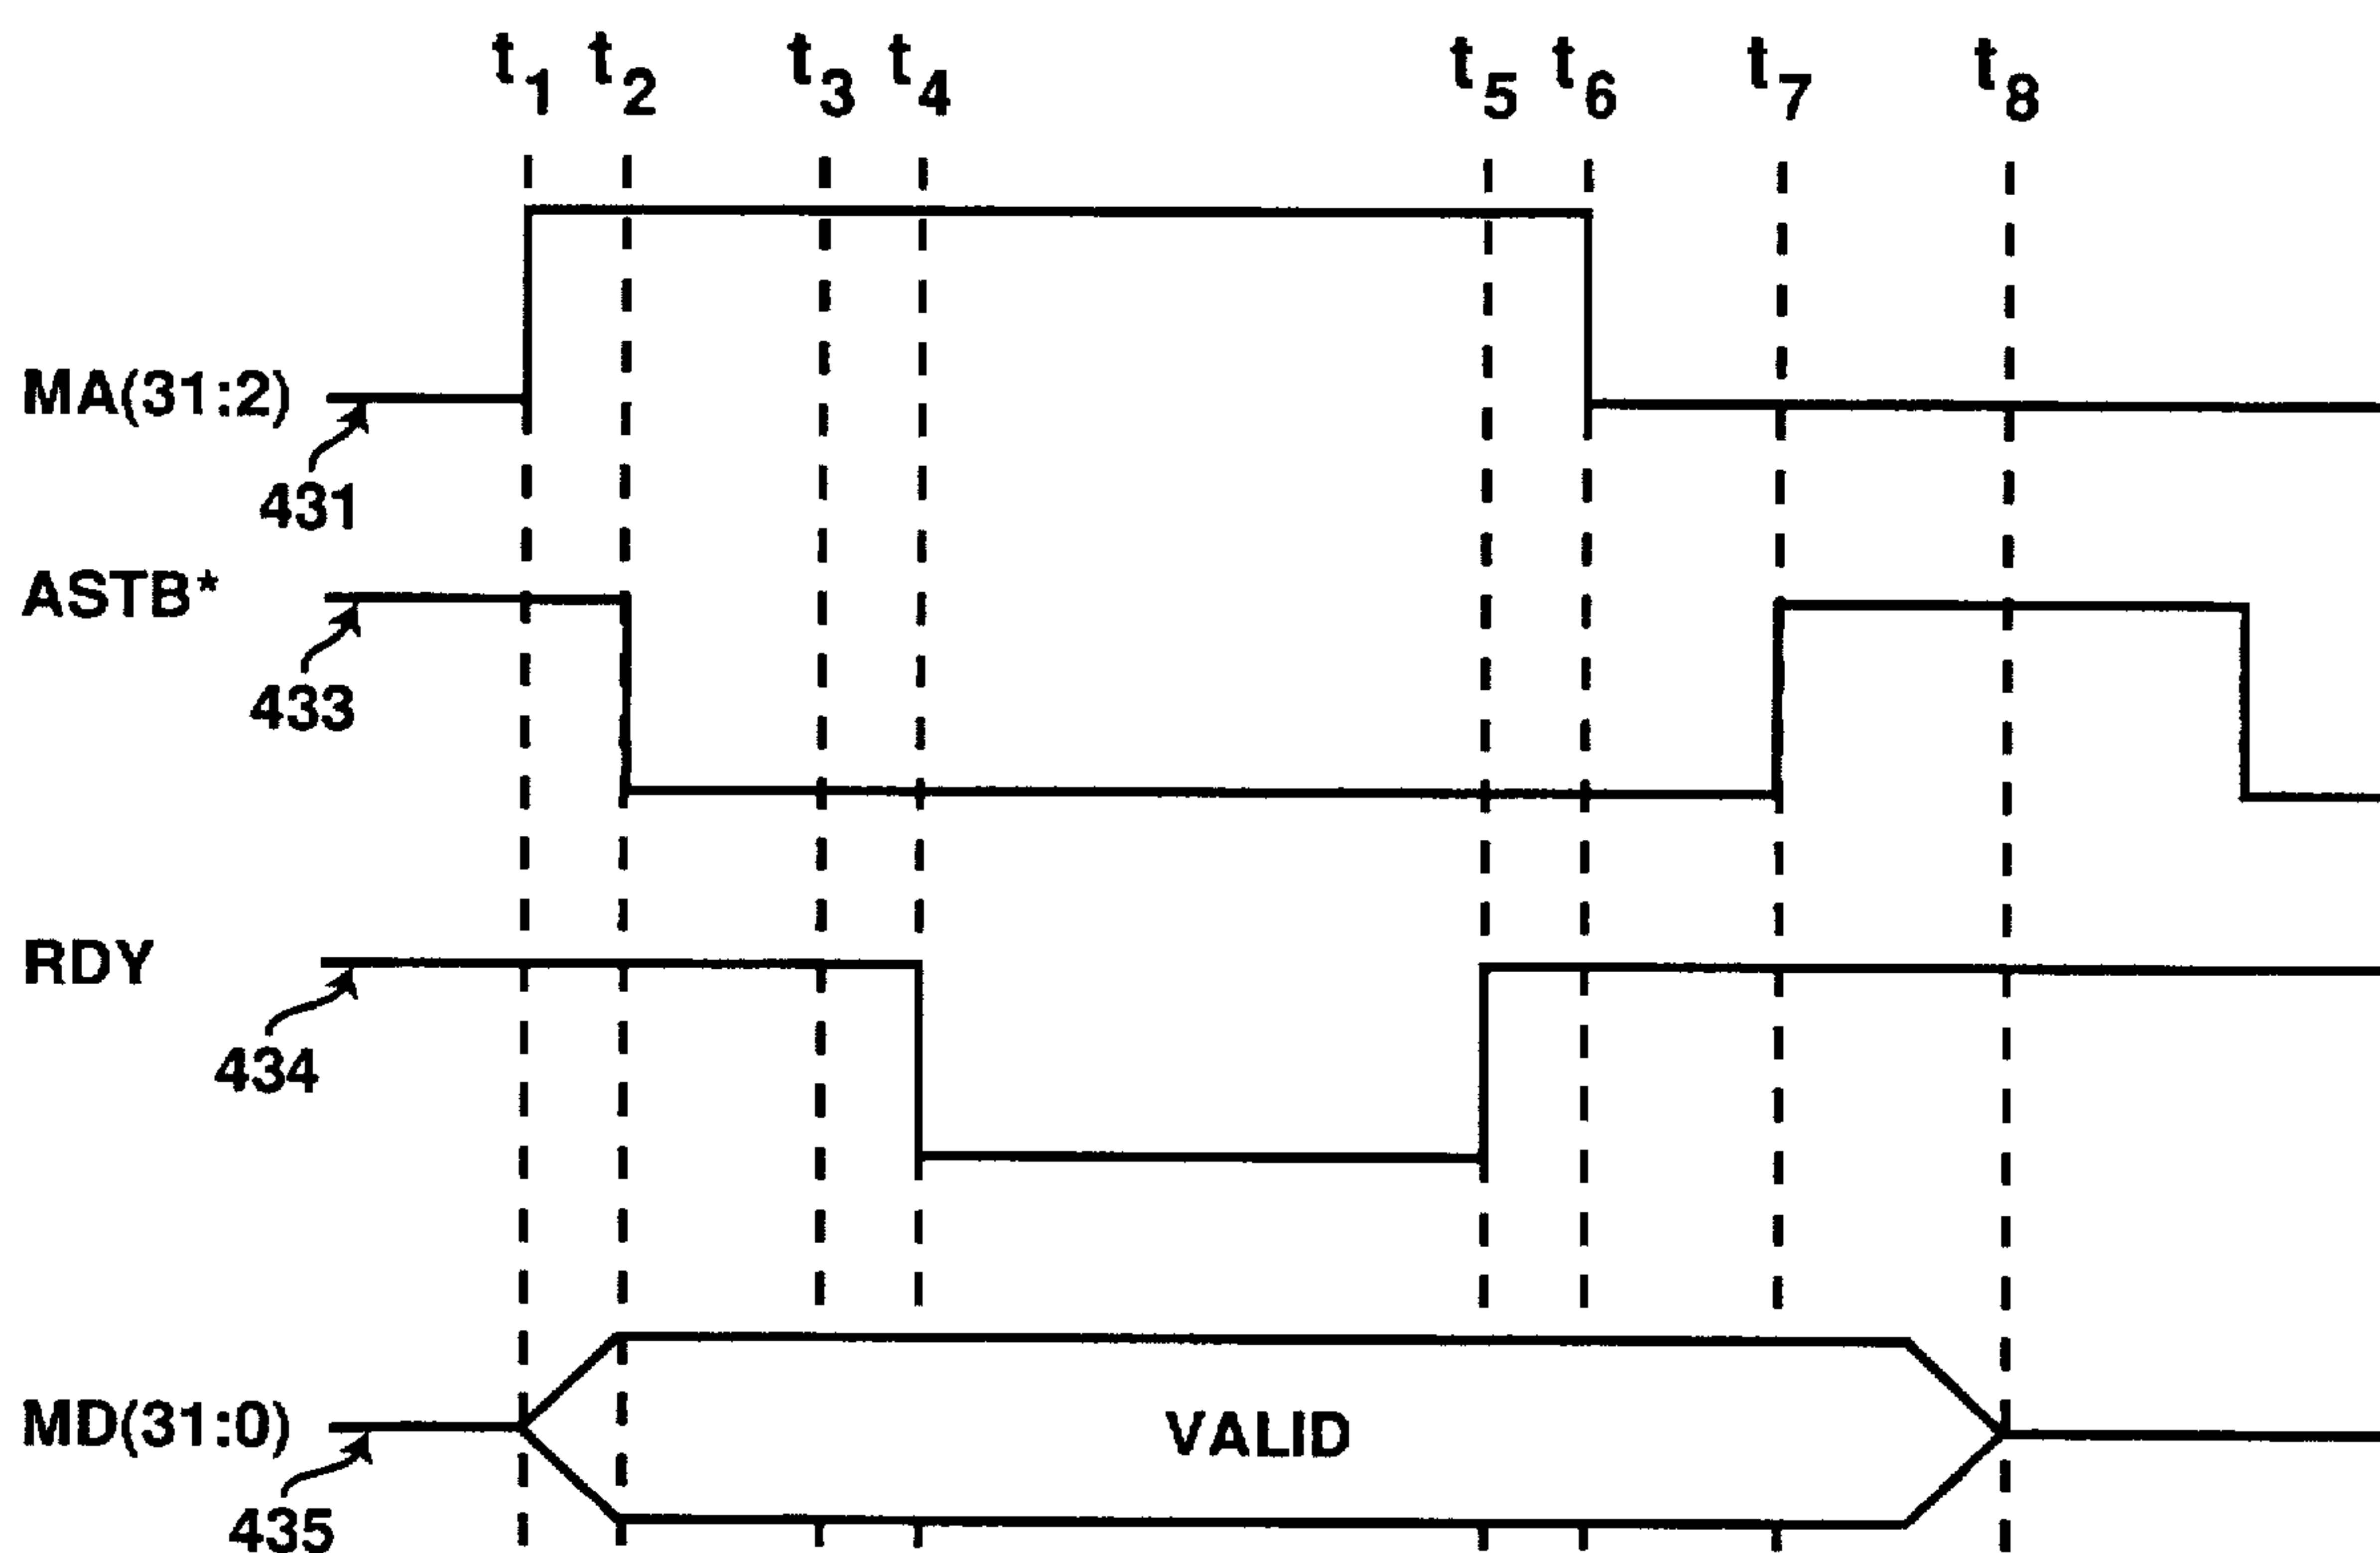 t1 t2 t3 t4 t5 t6 t7 t8
MA(31:2)
431
ASTB*
433
RDY
434
MD(31:0)
VALID
435